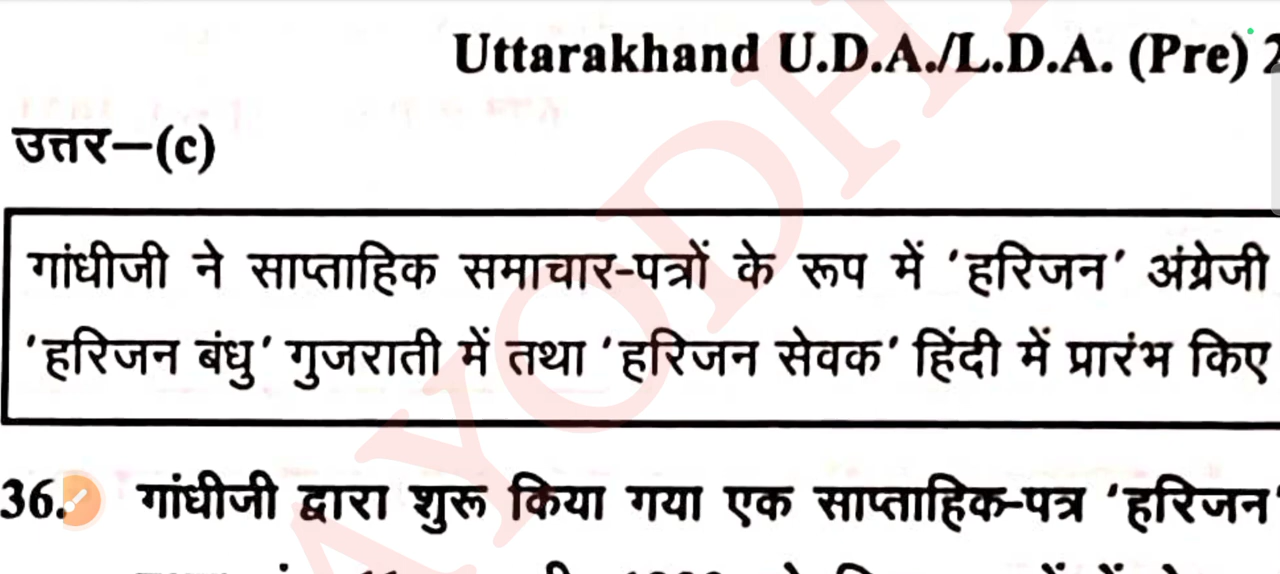 Uttarakhand U.D.A./L.D.A. (Pre)
उत्तर–(c)
गांधीजी ने साप्ताहिक समाचार-पत्रों के रूप में 'हरिजन' अंग्रेजी
'हरिजन बंधु' गुजराती में तथा 'हरिजन सेवक' हिंदी में प्रारंभ किए
36. गांधीजी द्वारा शुरू किया गया एक साप्ताहिक-पत्र 'हरिजन'